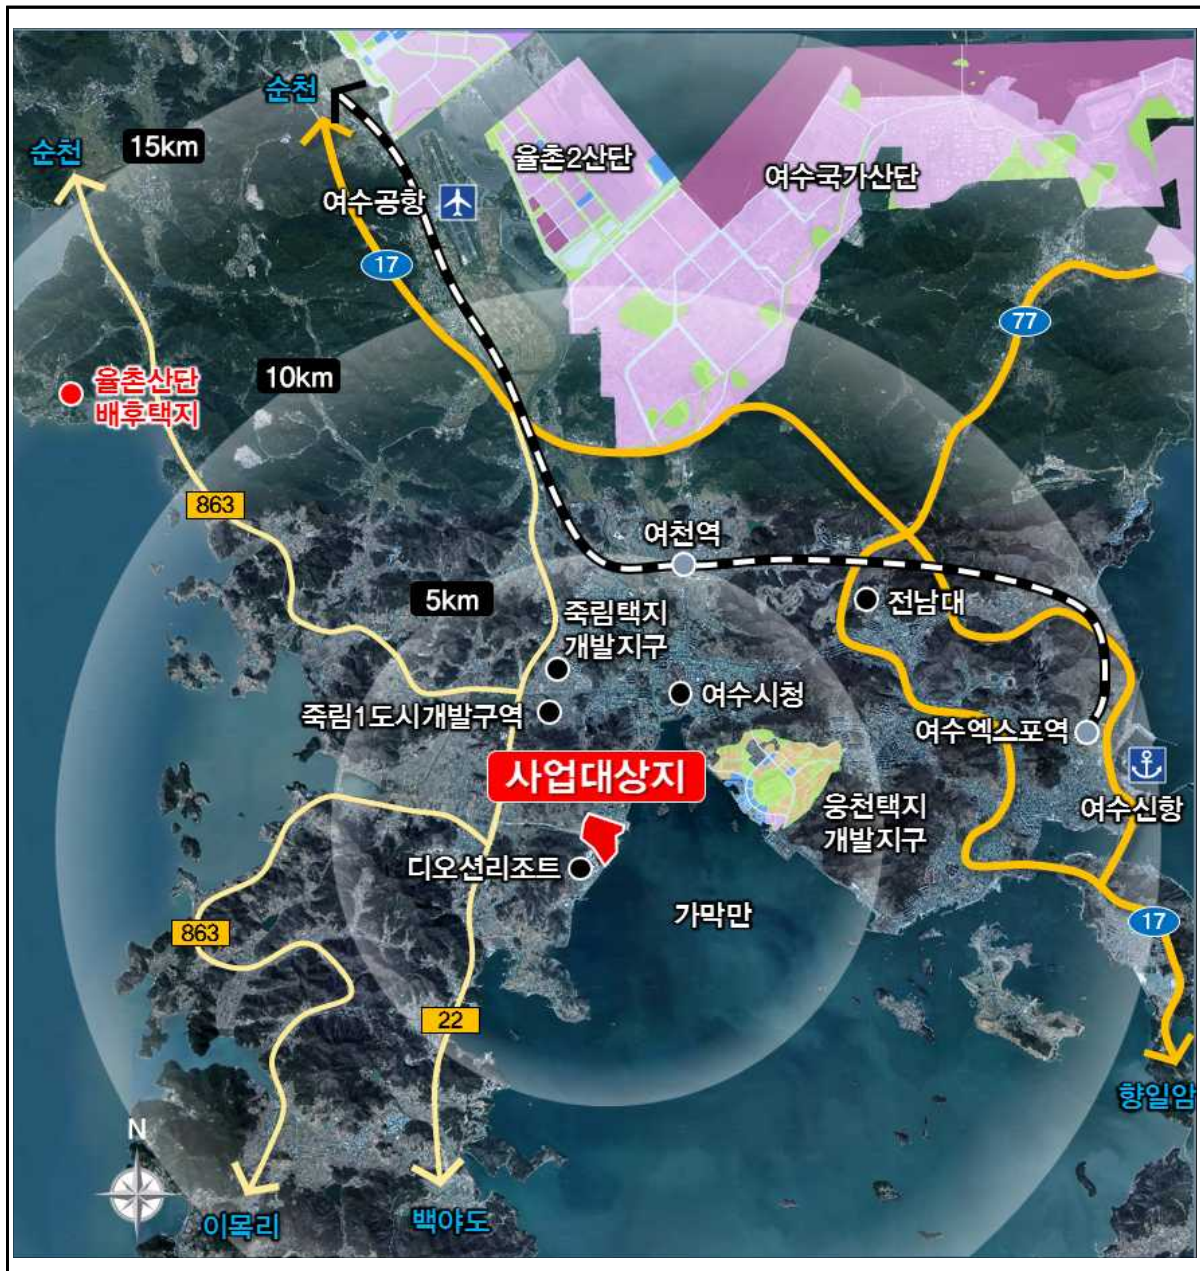 순천
순천
15km
율촌2산단
여수국가산단
여수공항
17
77
10km
율촌산단
배후택지
863
여천역
5km
전남대
죽림택지
개발지구
여수시청
죽림1도시개발구역
여수엑스포역
사업대상지
웅천택지
개발지구
여수신항
디오션리조트
가막만
863
17
22
향일암
N
이목리
백야도